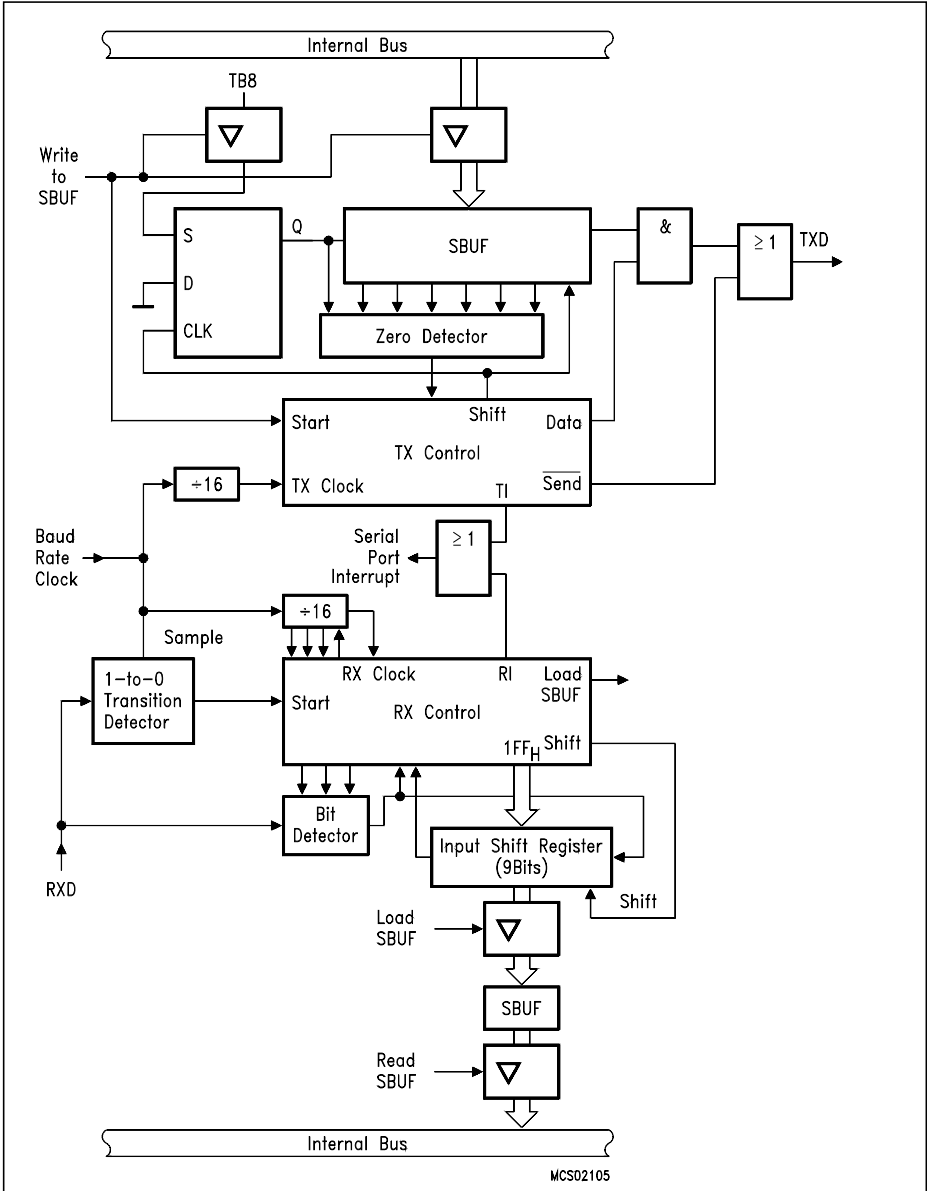 Internal Bus
TB8
Write
to
SBUF
S
D
CLK
Q
SBUF
&
≥1
TXD
Zero Detector
Start
Shift
Data
TX Control
÷16
TX Clock
TI
Send
Baud
Rate
Clock
Serial
Port
Interrupt
≥1
÷16
Sample
1-to-0
Transition
Detector
RX Clock
RI
Load
SBUF
Start
RX Control
1FFH
Shift
Bit
Detector
Input Shift Register
(9Bits)
RXD
Shift
Load
SBUF
SBUF
Read
SBUF
Internal Bus
MCS02105